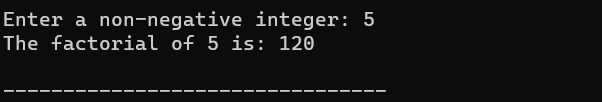 Enter a non-negative integer: 5
The factorial of 5 is: 120
--------------------------------